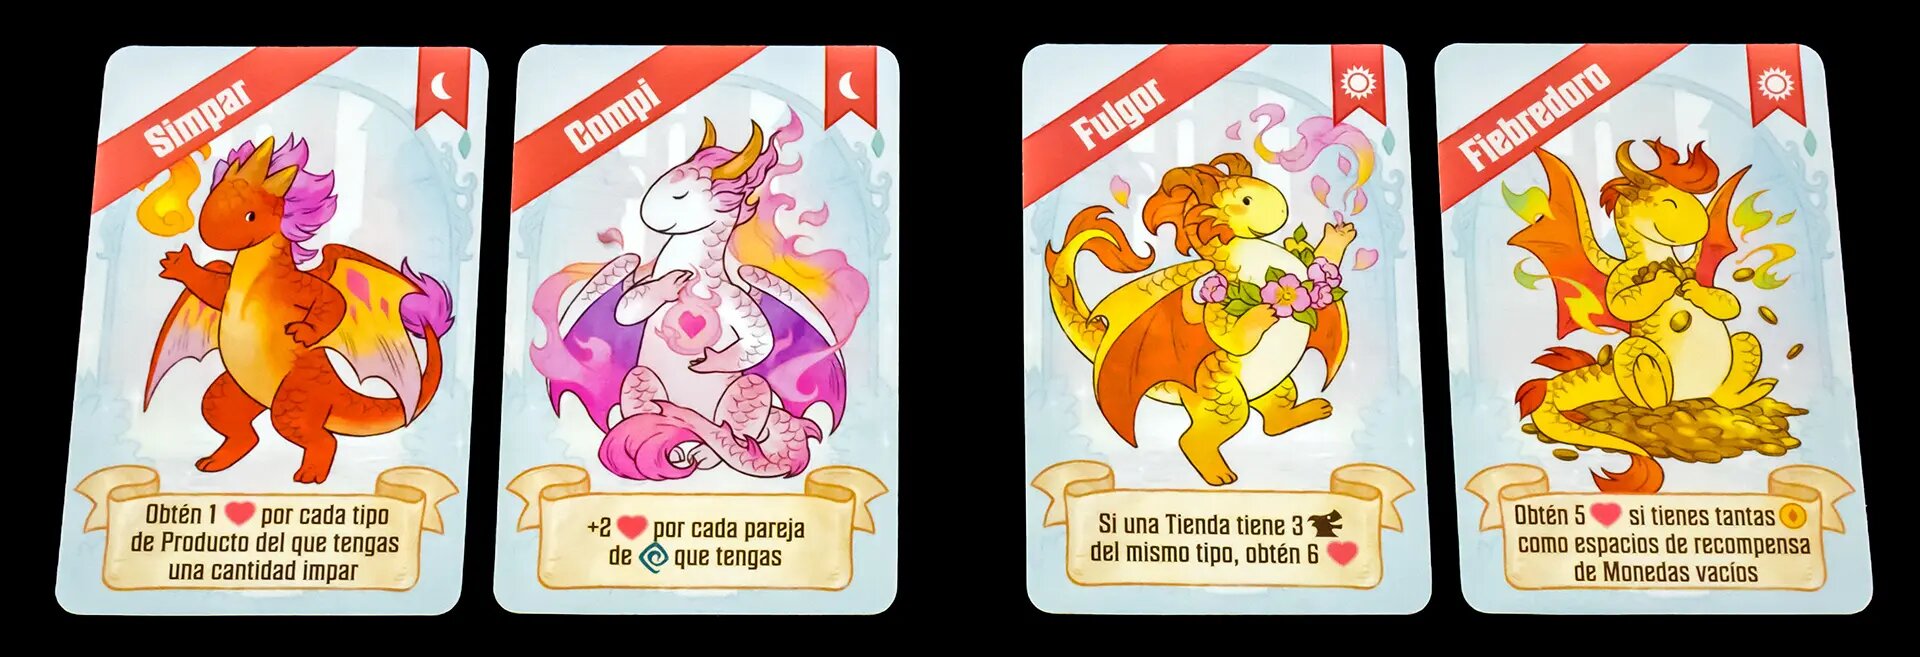 Simpar
Obtén 1 por cada tipo
de Producto del que tengas
una cantidad impar
Compi
+2 por cada pareja
de que tengas
Fulgor
Si una Tienda tiene 3
del mismo tipo, obtén 6
Fiebredoro
Obtén 5 si tienes tantas
como espacios de recompensa
de Monedas vacíos